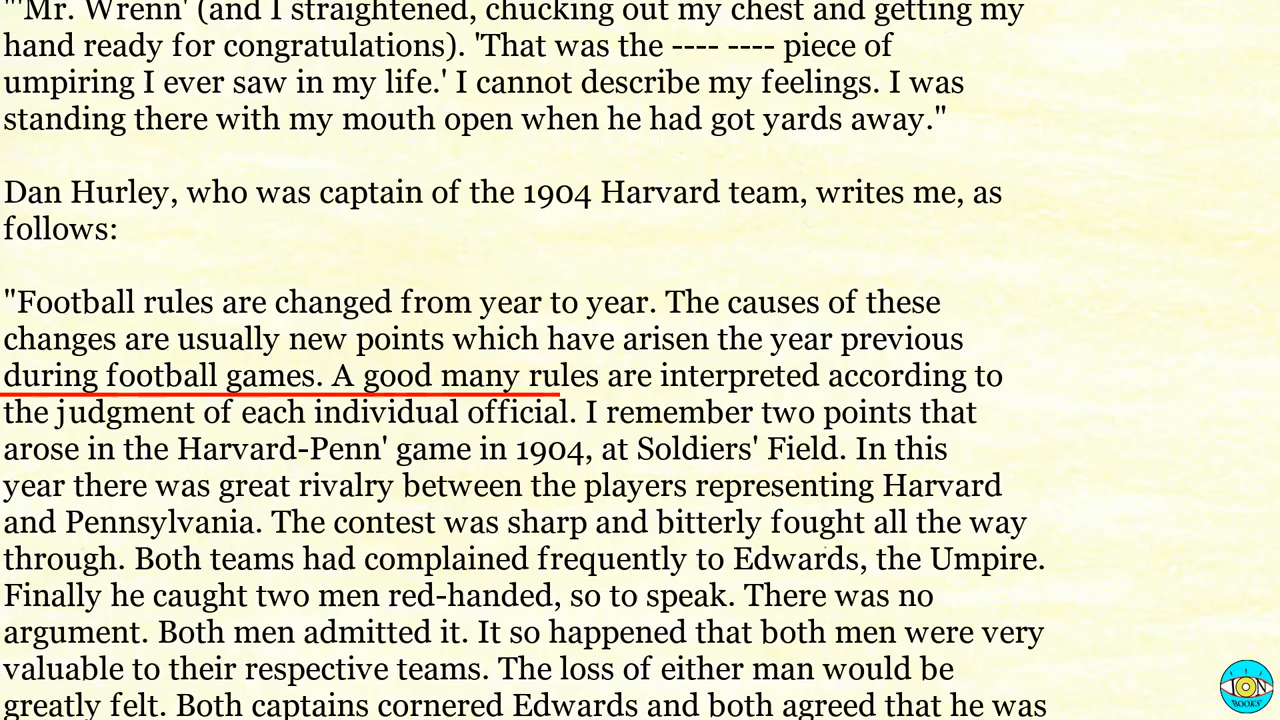 "'Mr. Wrenn' (and I straightened, chucking out my chest and getting my
hand ready for congratulations). 'That was the ---- ---- piece of
umpiring I ever saw in my life.' I cannot describe my feelings. I was
standing there with my mouth open when he had got yards away."
Dan Hurley, who was captain of the 1904 Harvard team, writes me, as
follows:
"Football rules are changed from year to year. The causes of these
changes are usually new points which have arisen the year previous
during football games. A good many rules are interpreted according to
the judgment of each individual official. I remember two points that
arose in the Harvard-Penn' game in 1904, at Soldiers' Field. In this
year there was great rivalry between the players representing Harvard
and Pennsylvania. The contest was sharp and bitterly fought all the way
through. Both teams had complained frequently to Edwards, the Umpire.
Finally he caught two men red-handed, so to speak. There was no
argument. Both men admitted it. It so happened that both men were very
valuable to their respective teams. The loss of either man would be
greatly felt. Both captains cornered Edwards and both agreed that he was
ION
BOOKS